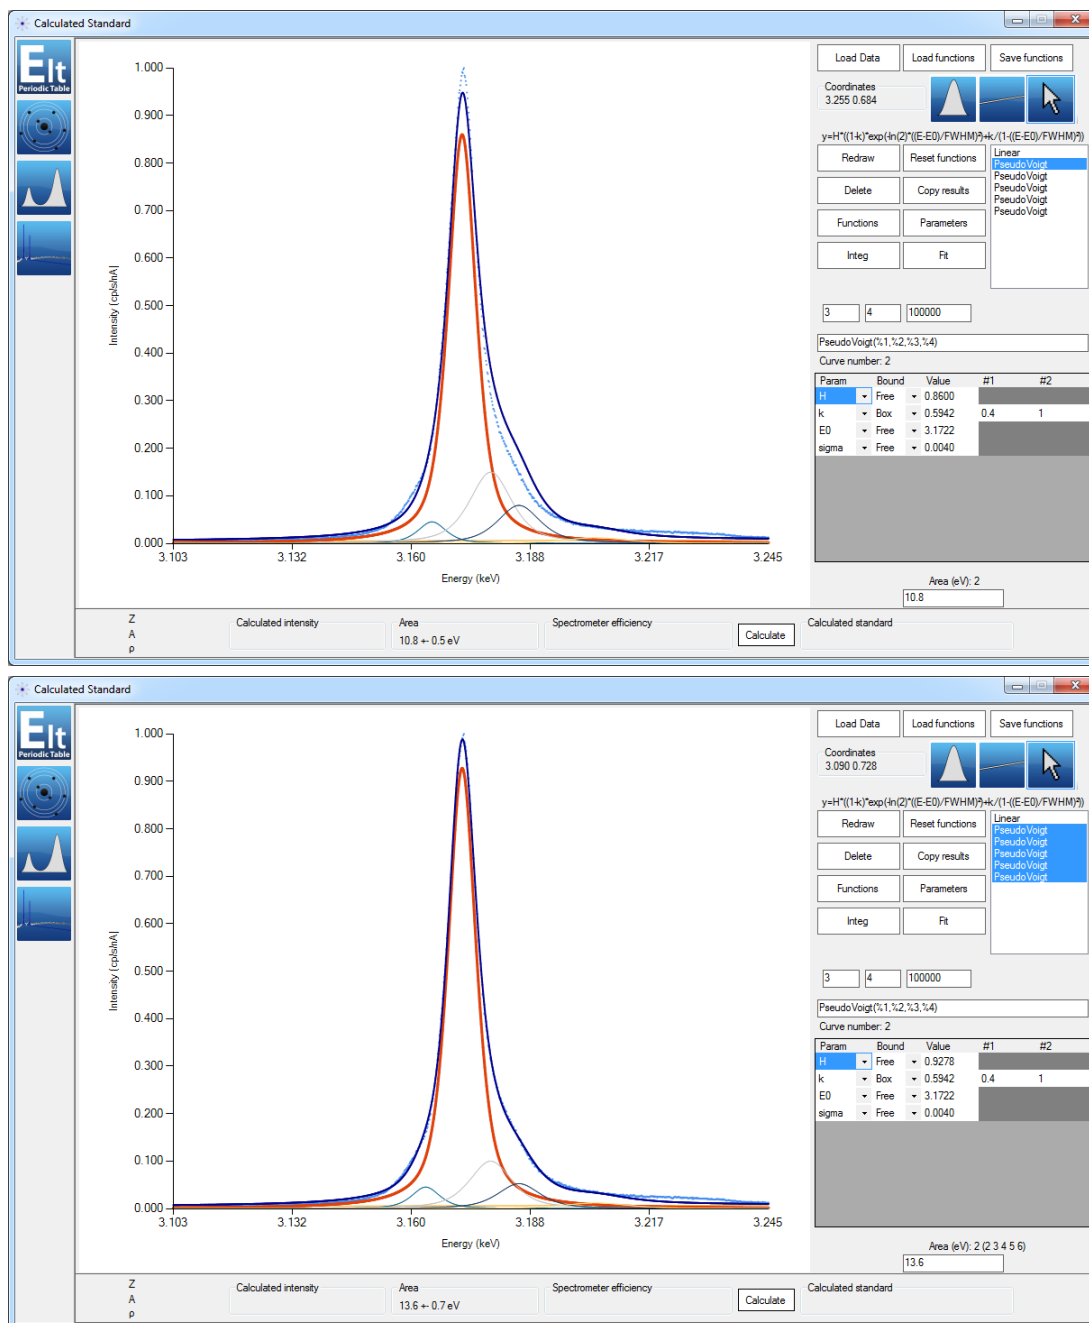 Calculated Standard
Elt
Periodic Table
Load Data Load functions Save functions
Coordinates
3.255 0.684
y=H*((1-k)*exp(-ln(2)*((E-E0)/FWHM)²)+k/(1-((E-E0)/FWHM)²))
Redraw Reset functions
Delete Copy results
Functions Parameters
Integ Fit
Linear
PseudoVoigt
PseudoVoigt
PseudoVoigt
PseudoVoigt
PseudoVoigt
3 4 100000
PseudoVoigt(%1,%2,%3,%4)
Curve number: 2
Param Bound Value #1 #2
H Free 0.8600
k Box 0.5942 0.4 1
E0 Free 3.1722
sigma Free 0.0040
Area (eV): 2
10.8
Intensity [cp/s/nA]
1.000
0.900
0.800
0.700
0.600
0.500
0.400
0.300
0.200
0.100
0.000
3.103 3.132 3.160 3.188 3.217 3.245
Energy (keV)
Z
A
ρ
Calculated intensity
Area
10.8 +- 0.5 eV
Spectrometer efficiency
Calculate
Calculated standard
Calculated Standard
Elt
Periodic Table
Load Data Load functions Save functions
Coordinates
3.090 0.728
y=H*((1-k)*exp(-ln(2)*((E-E0)/FWHM)²)+k/(1-((E-E0)/FWHM)²))
Redraw Reset functions
Delete Copy results
Functions Parameters
Integ Fit
Linear
PseudoVoigt
PseudoVoigt
PseudoVoigt
PseudoVoigt
PseudoVoigt
3 4 100000
PseudoVoigt(%1,%2,%3,%4)
Curve number: 2
Param Bound Value #1 #2
H Free 0.9278
k Box 0.5942 0.4 1
E0 Free 3.1722
sigma Free 0.0040
Area (eV): 2 (2 3 4 5 6)
13.6
Intensity [cp/s/nA]
1.000
0.900
0.800
0.700
0.600
0.500
0.400
0.300
0.200
0.100
0.000
3.103 3.132 3.160 3.188 3.217 3.245
Energy (keV)
Z
A
ρ
Calculated intensity
Area
13.6 +- 0.7 eV
Spectrometer efficiency
Calculate
Calculated standard